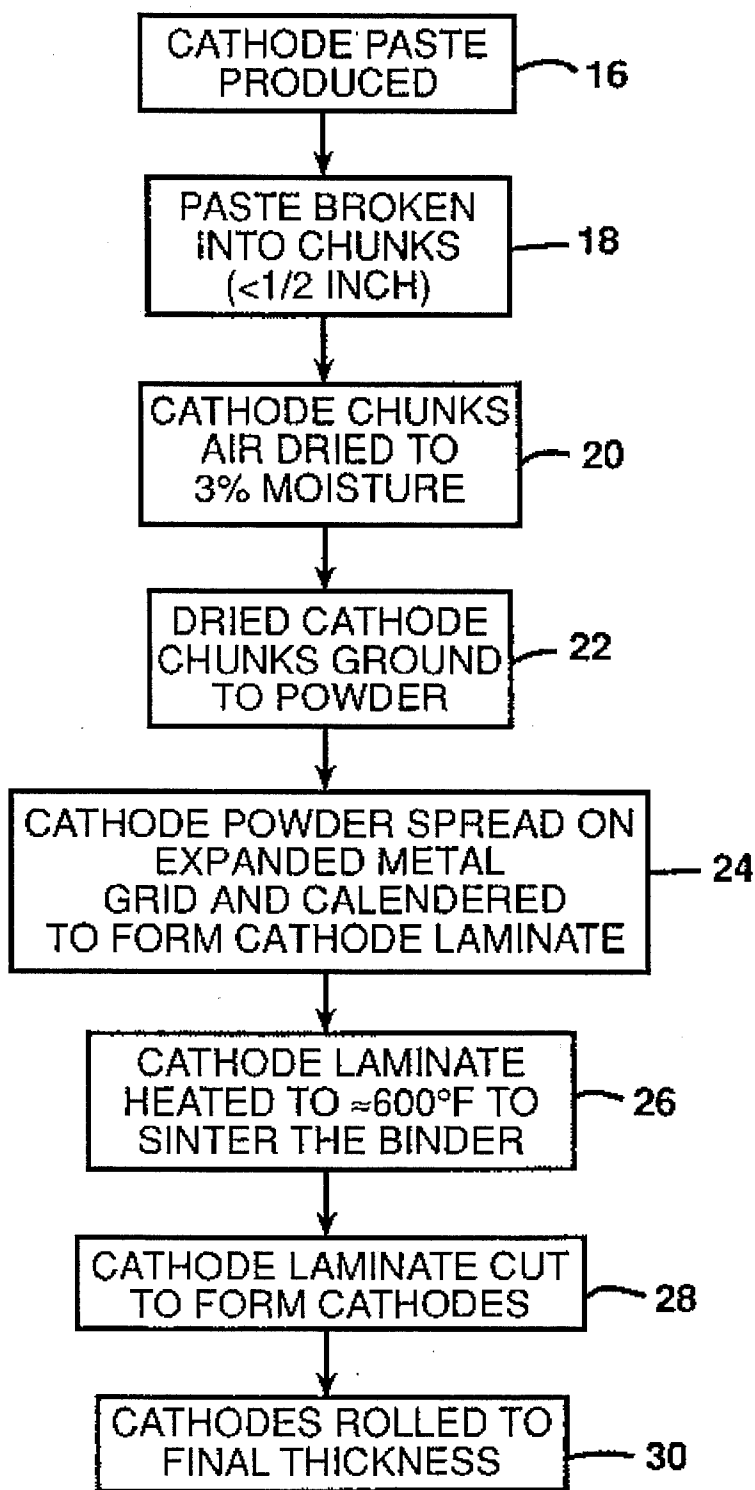 CATHODE PASTE
PRODUCED
16
PASTE BROKEN
INTO CHUNKS
(<1/2 INCH)
18
CATHODE CHUNKS
AIR DRIED TO
3% MOISTURE
20
DRIED CATHODE
CHUNKS GROUND
TO POWDER
22
CATHODE POWDER SPREAD ON
EXPANDED METAL
GRID AND CALENDERED
TO FORM CATHODE LAMINATE
24
CATHODE LAMINATE
HEATED TO ≈600°F TO
SINTER THE BINDER
26
CATHODE LAMINATE CUT
TO FORM CATHODES
28
CATHODES ROLLED TO
FINAL THICKNESS
30